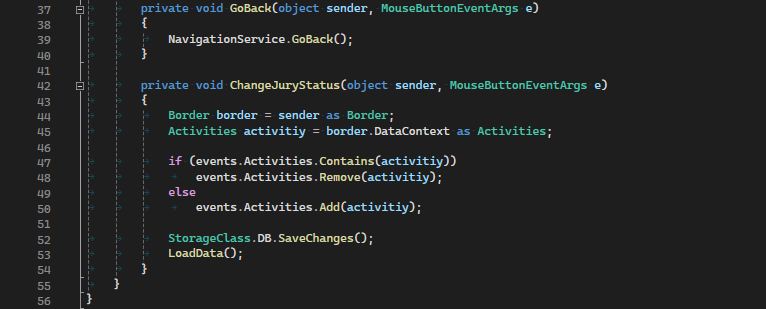 37 private void GoBack(object sender, MouseButtonEventArgs e)
38 {
39 NavigationService.GoBack();
40 }
41
42 private void ChangeJuryStatus(object sender, MouseButtonEventArgs e)
43 {
44 Border border = sender as Border;
45 Activities activitiy = border.DataContext as Activities;
46
47 if (events.Activities.Contains(activitiy))
48 events.Activities.Remove(activitiy);
49 else
50 events.Activities.Add(activitiy);
51
52 StorageClass.DB.SaveChanges();
53 LoadData();
54 }
55 }
56 }